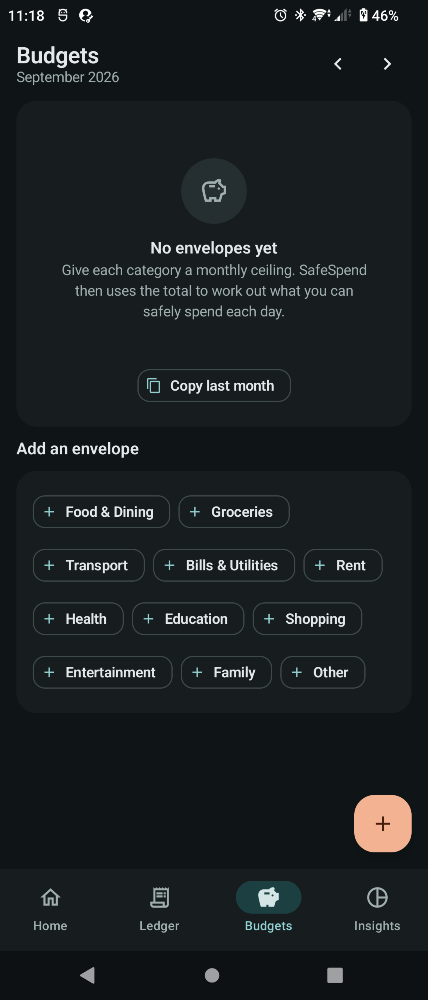 11:18
46%
Budgets
September 2026
No envelopes yet
Give each category a monthly ceiling. SafeSpend
then uses the total to work out what you can
safely spend each day.
Copy last month
Add an envelope
+ Food & Dining + Groceries
+ Transport + Bills & Utilities + Rent
+ Health + Education + Shopping
+ Entertainment + Family + Other
+
Home Ledger Budgets Insights